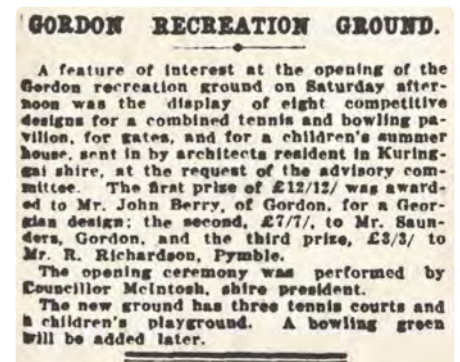 GORDON RECREATION GROUND.
A feature of interest at the opening of the
Gordon recreation ground on Saturday after-
noon was the display of eight competitive
designs for a combined tennis and bowling pa-
vilion, for gates, and for a children's summer
house, sent in by architects resident in Kuring-
gai shire, at the request of the advisory com-
mittee. The first prize of £12/12/ was award-
ed to Mr. John Berry, of Gordon, for a Geor-
gian design; the second, £7/7/, to Mr. Saun-
ders, Gordon, and the third prize, £3/3/ to
Mr. R. Richardson, Pymble.
The opening ceremony was performed by
Councillor McIntosh, shire president.
The new ground has three tennis courts and
a children's playground. A bowling green
will be added later.